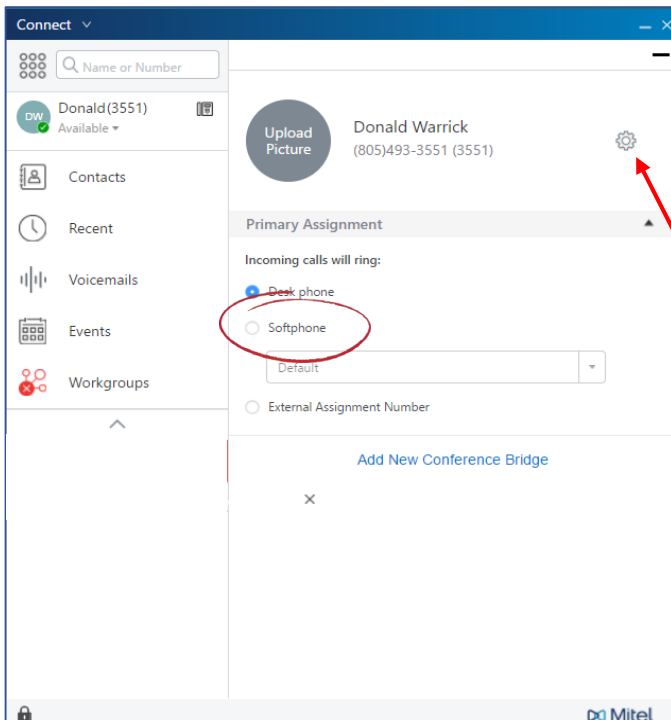 Connect
Name or Number
DW
Donald(3551)
Available
Contacts
Recent
Voicemails
Events
Workgroups
Upload
Picture
Donald Warrick
(805)493-3551 (3551)
Primary Assignment
Incoming calls will ring:
Desk phone
Softphone
Default
External Assignment Number
Add New Conference Bridge
Mitel